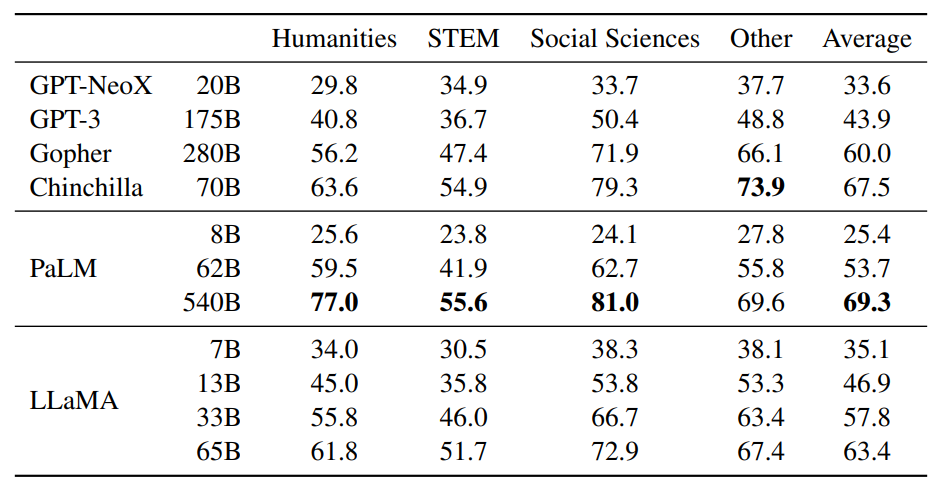 Humanities STEM Social Sciences Other Average
GPT-NeoX 20B 29.8 34.9 33.7 37.7 33.6
GPT-3 175B 40.8 36.7 50.4 48.8 43.9
Gopher 280B 56.2 47.4 71.9 66.1 60.0
Chinchilla 70B 63.6 54.9 79.3 73.9 67.5
8B 25.6 23.8 24.1 27.8 25.4
PaLM 62B 59.5 41.9 62.7 55.8 53.7
540B 77.0 55.6 81.0 69.6 69.3
7B 34.0 30.5 38.3 38.1 35.1
LLaMA 13B 45.0 35.8 53.8 53.3 46.9
33B 55.8 46.0 66.7 63.4 57.8
65B 61.8 51.7 72.9 67.4 63.4